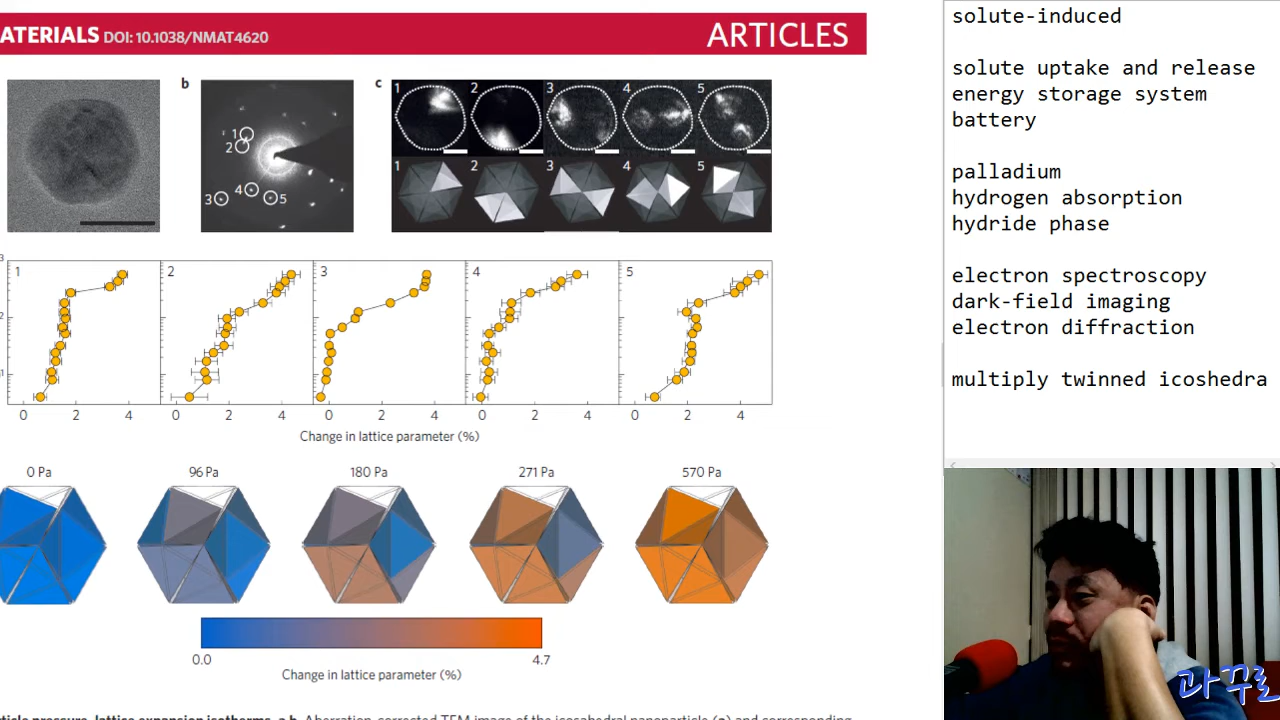 ATERIALS DOI: 10.1038/NMAT4620
ARTICLES
b
c
1
2
3
4
5
1
2
3
4
5
1
2
3
4
5
1
2
3
4
5
3
2
1
0 2 4
0 2 4
0 2 4
0 2 4
0 2 4
Change in lattice parameter (%)
0 Pa
96 Pa
180 Pa
271 Pa
570 Pa
0.0
4.7
Change in lattice parameter (%)
solute-induced
solute uptake and release
energy storage system
battery
palladium
hydrogen absorption
hydride phase
electron spectroscopy
dark-field imaging
electron diffraction
multiply twinned icoshedra
과꾸로